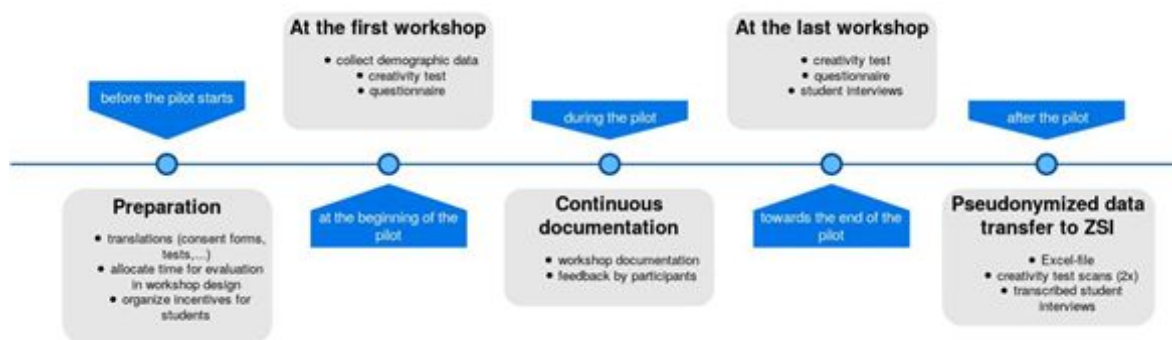 before the pilot starts
Preparation
• translations (consent forms,
tests,...)
• allocate time for evaluation
in workshop design
• organize incentives for
students
At the first workshop
• collect demographic data
• creativity test
• questionnaire
at the beginning of the
pilot
during the pilot
Continuous
documentation
• workshop documentation
• feedback by participants
At the last workshop
• creativity test
• questionnaire
• student interviews
towards the end of the
pilot
after the pilot
Pseudonymized data
transfer to ZSI
• Excel-file
• creativity test scans (2x)
• transcribed student
interviews